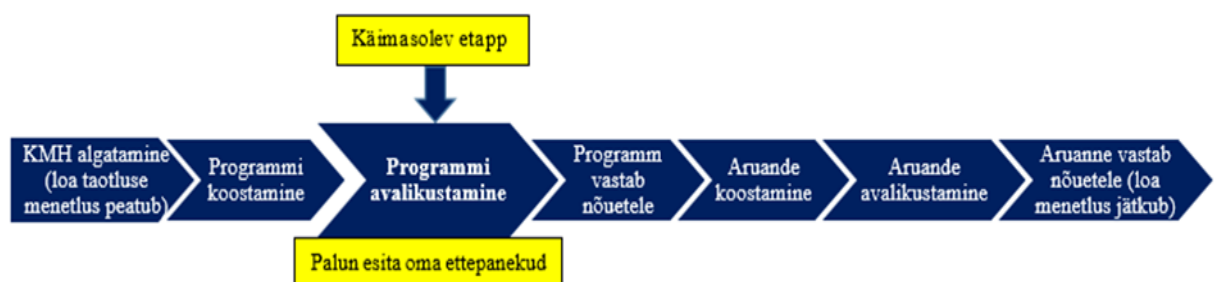 Käimasolev etapp
KMH algatamine
(loa taotluse
menetlus peatub)
Programmi
koostamine
Programmi
avalikustamine
Programm
vastab
nõuetele
Aruande
koostamine
Aruande
avalikustamine
Aruanne vastab
nõuetele (loa
menetlus jätkub)
Palun esita oma ettepanekud